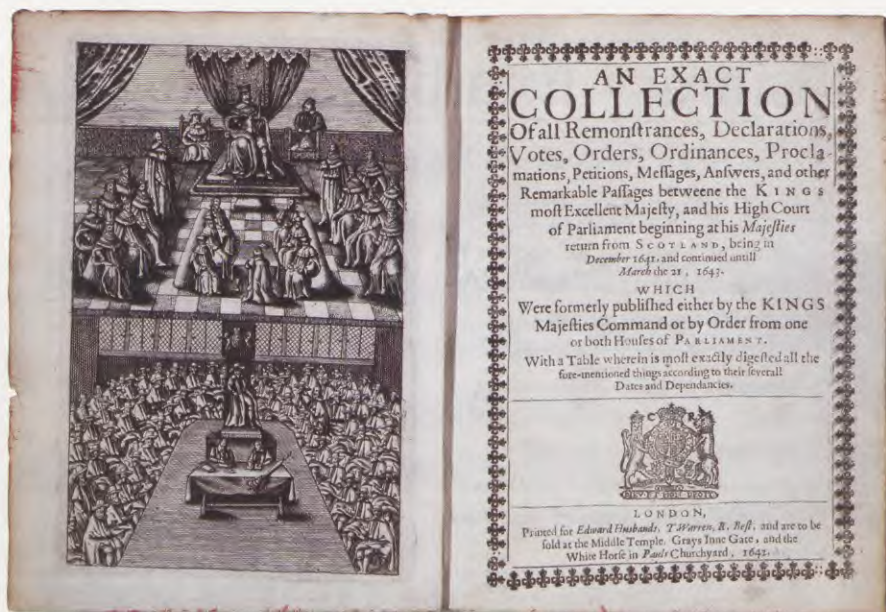 AN EXACT
COLLECTION
Of all Remonſtrances, Declarations,
Votes, Orders, Ordinances, Procla-
mations, Petitions, Meſſages, Anſwers, and other
Remarkable Paſſages betweene the KINGS
moſt Excellent Majeſty, and his High Court
of Parliament beginning at his Majeſties
return from SCOTLAND, being in
December 1641. and continued untill
March the 21, 1643.
WHICH
Were formerly publiſhed either by the KINGS
Majeſties Command or by Order from one
or both Houſes of PARLIAMENT.
With a Table wherein is moſt exactly digeſted all the
fore-mentioned things according to their ſeverall
Dates and Dependancies.
C R
LONDON,
Printed for Edward Husbands, T. Warren, R. Beſt, and are to be
ſold at the Middle Temple, Grays Inne Gate, and the
White Horſe in Pauls Churchyard, 1642.